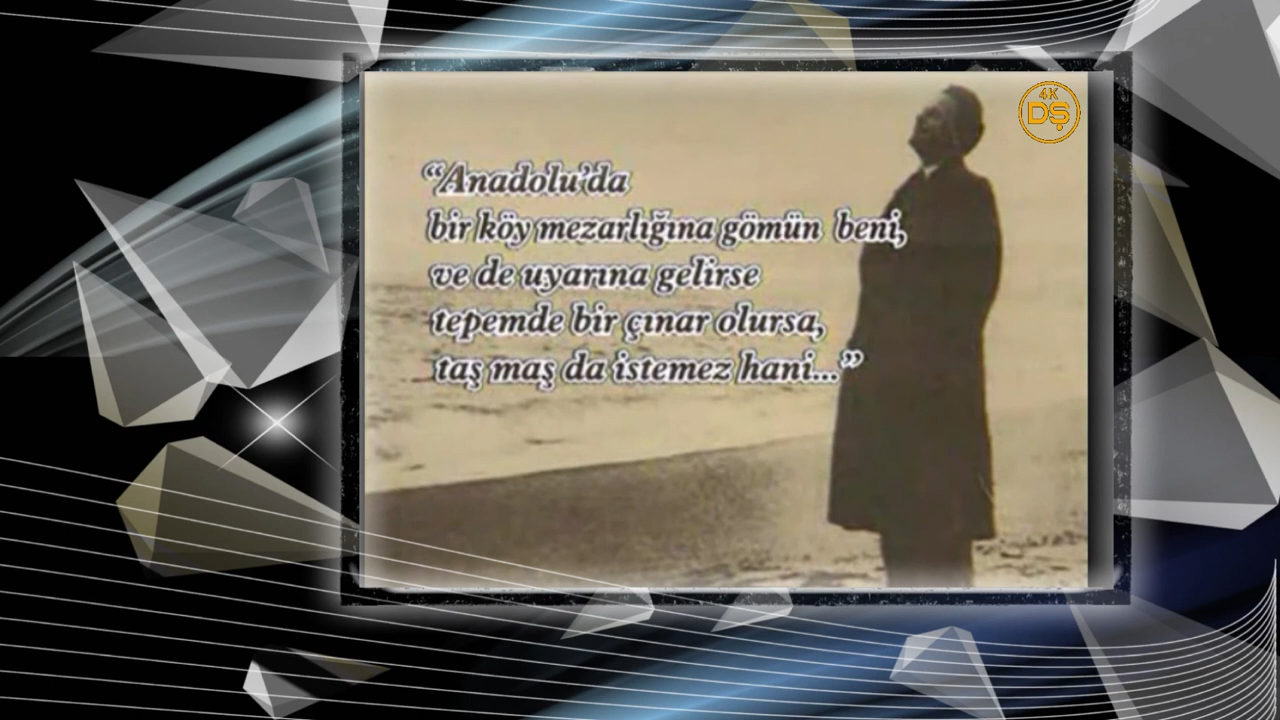 4K
DŞ
“Anadolu’da
bir köy mezarlığına gömün beni,
ve de uyarına gelirse
tepemde bir çınar olursa,
taş maş da istemez hani...”